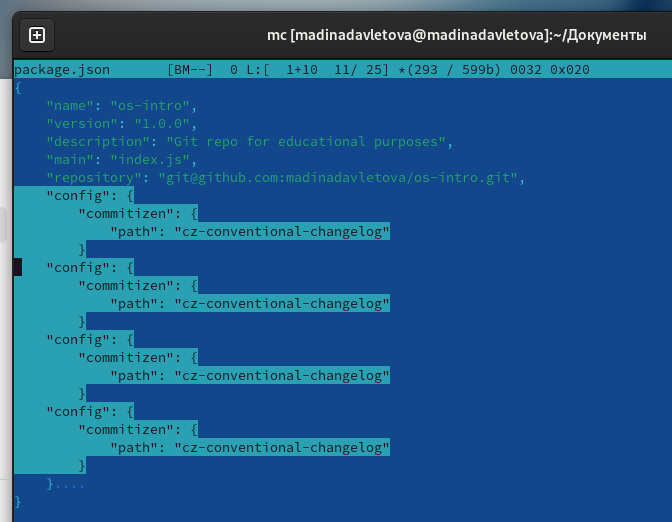 mc [madinadavletova@madinadavletova]:~/Документы
package.json       [BM--]  0 L:[  1+10  11/ 25] *(293 / 599b) 0032 0x020
{
    "name": "os-intro",
    "version": "1.0.0",
    "description": "Git repo for educational purposes",
    "main": "index.js",
    "repository": "git@github.com:madinadavletova/os-intro.git",
    "config": {
        "commitizen": {
            "path": "cz-conventional-changelog"
        }
    "config": {
        "commitizen": {
            "path": "cz-conventional-changelog"
        }
    "config": {
        "commitizen": {
            "path": "cz-conventional-changelog"
        }
    "config": {
        "commitizen": {
            "path": "cz-conventional-changelog"
        }
    }....
}